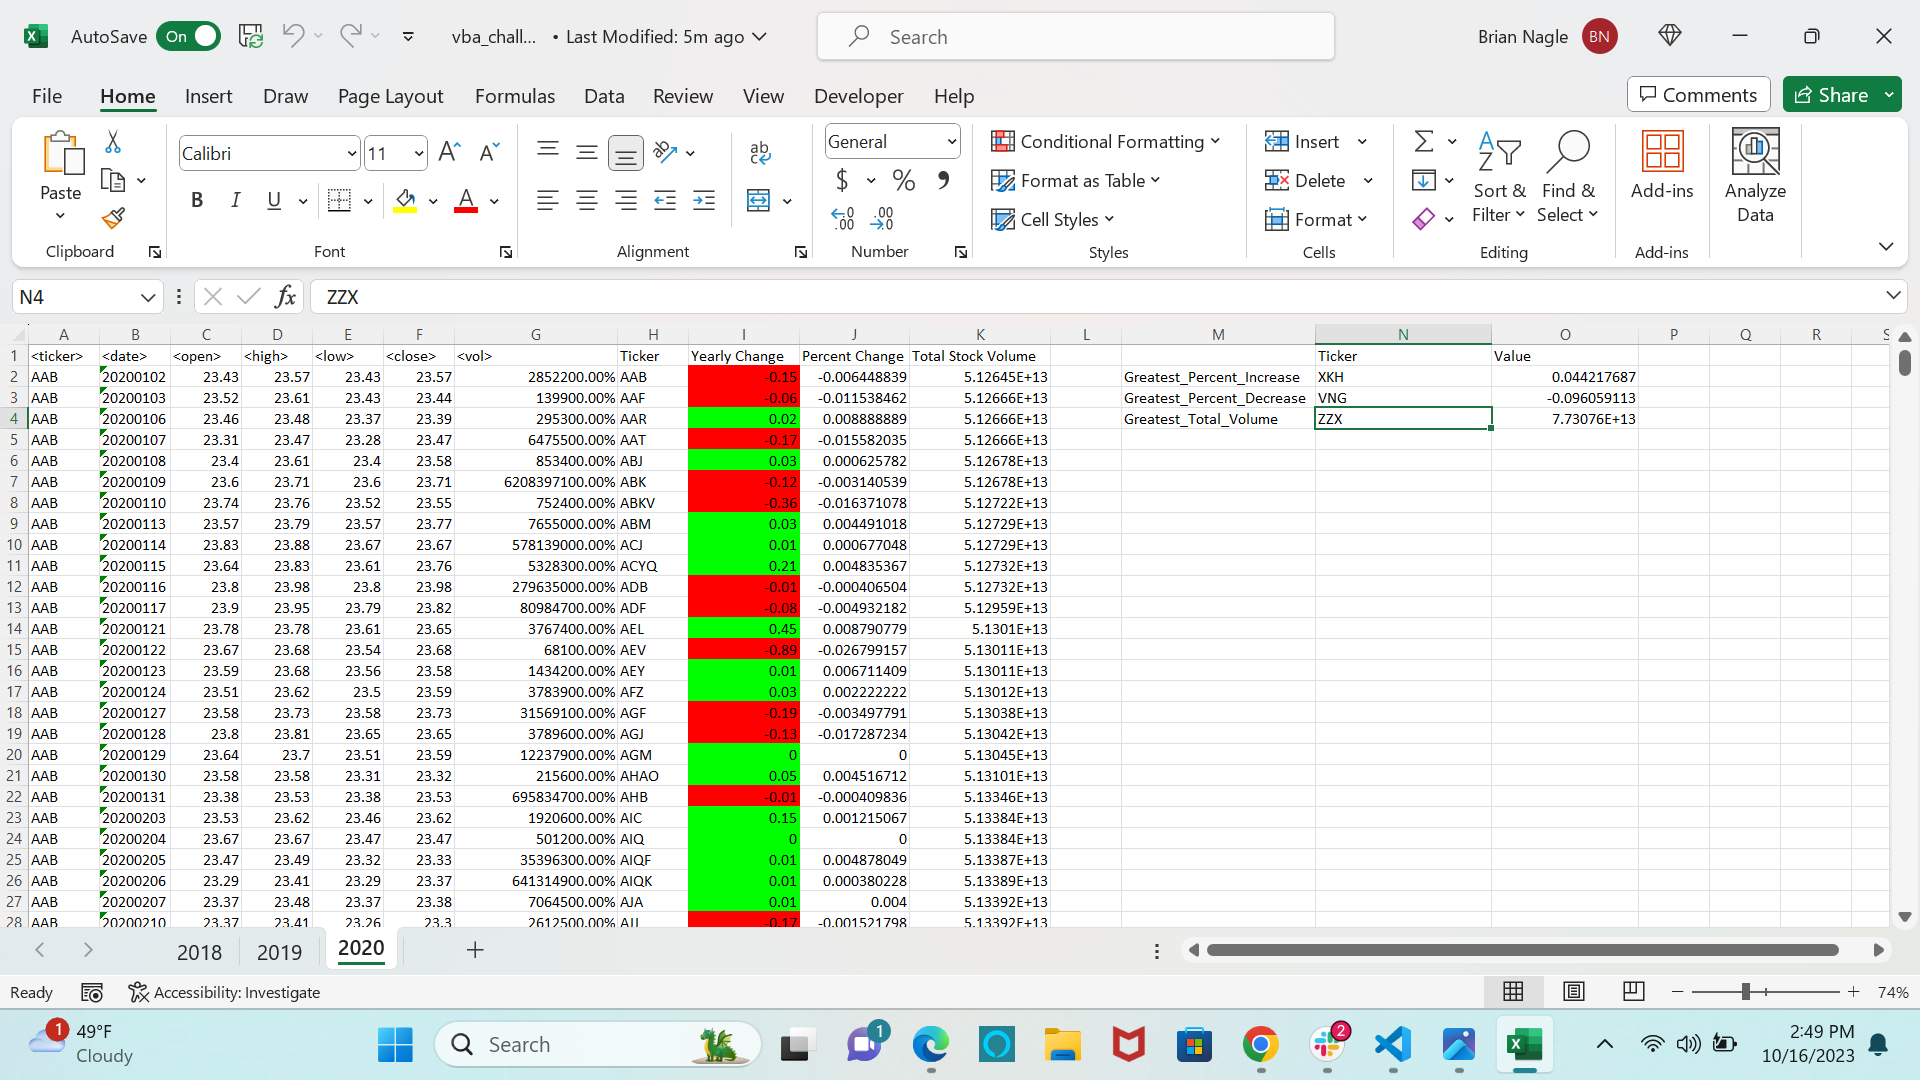 AutoSave On vba_chall... • Last Modified: 5m ago Search Brian Nagle BN
File Home Insert Draw Page Layout Formulas Data Review View Developer Help Comments Share
Paste Calibri 11 General Conditional Formatting Insert Sort & Find & Add-ins Analyze
B I U $ % Format as Table Delete Filter Select Data
Cell Styles Format
Clipboard Font Alignment Number Styles Cells Editing Add-ins
N4 fx ZZX
A B C D E F G H I J K L M N O P Q R S
1 <ticker> <date> <open> <high> <low> <close> <vol> Ticker Yearly Change Percent Change Total Stock Volume Ticker Value
2 AAB 20200102 23.43 23.57 23.43 23.57 2852200.00% AAB -0.15 -0.006448839 5.12645E+13 Greatest_Percent_Increase XKH 0.044217687
3 AAB 20200103 23.52 23.61 23.43 23.44 139900.00% AAF -0.06 -0.011538462 5.12666E+13 Greatest_Percent_Decrease VNG -0.096059113
4 AAB 20200106 23.46 23.48 23.37 23.39 295300.00% AAR 0.02 0.008888889 5.12666E+13 Greatest_Total_Volume ZZX 7.73076E+13
5 AAB 20200107 23.31 23.47 23.28 23.47 6475500.00% AAT -0.17 -0.015582035 5.12666E+13
6 AAB 20200108 23.4 23.61 23.4 23.58 853400.00% ABJ 0.03 0.000625782 5.12678E+13
7 AAB 20200109 23.6 23.71 23.6 23.71 6208397100.00% ABK -0.12 -0.003140539 5.12678E+13
8 AAB 20200110 23.74 23.76 23.52 23.55 752400.00% ABKV -0.36 -0.016371078 5.12722E+13
9 AAB 20200113 23.57 23.79 23.57 23.77 7655000.00% ABM 0.03 0.004491018 5.12729E+13
10 AAB 20200114 23.83 23.88 23.67 23.67 578139000.00% ACJ 0.01 0.000677048 5.12729E+13
11 AAB 20200115 23.64 23.83 23.61 23.76 5328300.00% ACYQ 0.21 0.004835367 5.12732E+13
12 AAB 20200116 23.8 23.98 23.8 23.98 279635000.00% ADB -0.01 -0.000406504 5.12732E+13
13 AAB 20200117 23.9 23.95 23.79 23.82 80984700.00% ADF -0.08 -0.004932182 5.12959E+13
14 AAB 20200121 23.78 23.78 23.61 23.65 3767400.00% AEL 0.45 0.008790779 5.1301E+13
15 AAB 20200122 23.67 23.68 23.54 23.68 68100.00% AEV -0.89 -0.026799157 5.13011E+13
16 AAB 20200123 23.59 23.68 23.56 23.58 1434200.00% AEY 0.01 0.006711409 5.13011E+13
17 AAB 20200124 23.51 23.62 23.5 23.59 3783900.00% AFZ 0.03 0.002222222 5.13012E+13
18 AAB 20200127 23.58 23.73 23.58 23.73 31569100.00% AGF -0.19 -0.003497791 5.13038E+13
19 AAB 20200128 23.8 23.81 23.65 23.65 3789600.00% AGJ -0.13 -0.017287234 5.13042E+13
20 AAB 20200129 23.64 23.7 23.51 23.59 12237900.00% AGM 0 0 5.13045E+13
21 AAB 20200130 23.58 23.58 23.31 23.32 215600.00% AHAO 0.05 0.004516712 5.13101E+13
22 AAB 20200131 23.38 23.53 23.38 23.53 695834700.00% AHB -0.01 -0.000409836 5.13346E+13
23 AAB 20200203 23.53 23.62 23.46 23.62 1920600.00% AIC 0.15 0.001215067 5.13384E+13
24 AAB 20200204 23.67 23.67 23.47 23.47 501200.00% AIQ 0 0 5.13384E+13
25 AAB 20200205 23.47 23.49 23.32 23.33 35396300.00% AIQF 0.01 0.004878049 5.13387E+13
26 AAB 20200206 23.29 23.41 23.29 23.37 641314900.00% AIQK 0.01 0.000380228 5.13389E+13
27 AAB 20200207 23.37 23.48 23.37 23.38 7064500.00% AJA 0.01 0.004 5.13392E+13
28 AAB 20200210 23.37 23.41 23.26 23.3 2612500.00% -0.17 -0.001521798 5.13392E+13
2018 2019 2020
Ready Accessibility: Investigate 74%
1 49°F Cloudy Search 1 2 2:49 PM
10/16/2023